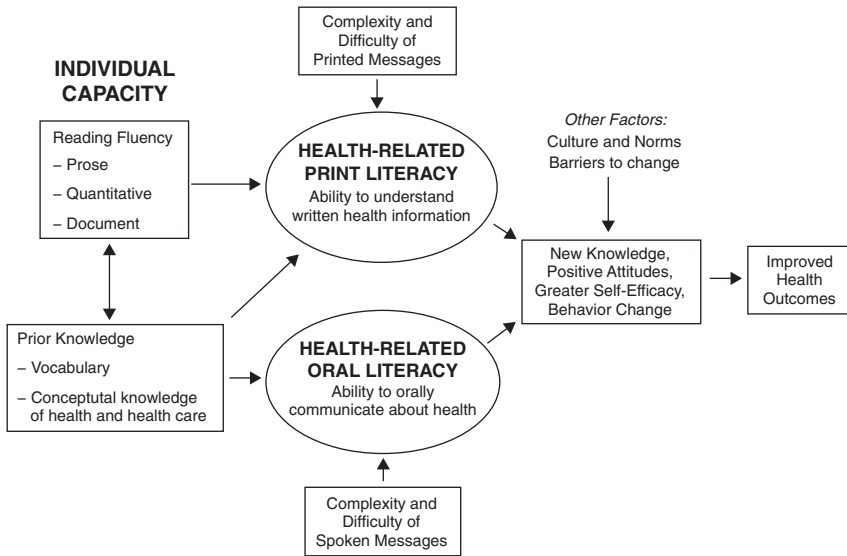 Complexity and
Difficulty of
Printed Messages
INDIVIDUAL
CAPACITY
Reading Fluency
– Prose
– Quantitative
– Document
HEALTH-RELATED
PRINT LITERACY
Ability to understand
written health information
Other Factors:
Culture and Norms
Barriers to change
New Knowledge,
Positive Attitudes,
Greater Self-Efficacy,
Behavior Change
Improved
Health
Outcomes
Prior Knowledge
– Vocabulary
– Conceptutal knowledge
of health and health care
HEALTH-RELATED
ORAL LITERACY
Ability to orally
communicate about health
Complexity and
Difficulty of
Spoken Messages